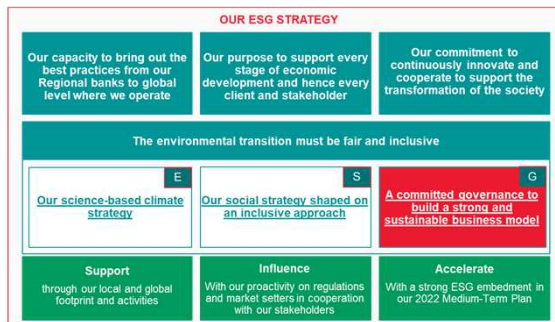 OUR ESG STRATEGY
Our capacity to bring out the
best practices from our
Regional banks to global
level where we operate
Our purpose to support every
stage of economic
development and hence every
client and stakeholder
Our commitment to
continuously innovate and
cooperate to support the
transformation of the society
The environmental transition must be fair and inclusive
E
Our science-based climate
strategy
S
Our social strategy shaped on
an inclusive approach
G
A committed governance to
build a strong and
sustainable business model
Support
through our local and global
footprint and activities
Influence
With our proactivity on regulations
and market setters in cooperation
with our stakeholders
Accelerate
With a strong ESG embedment in
our 2022 Medium-Term Plan